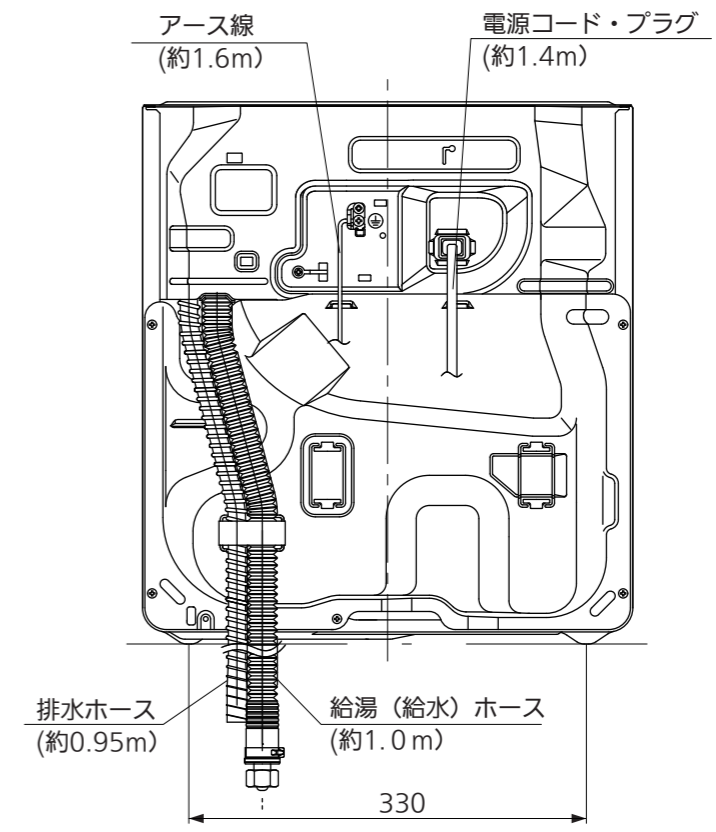 アース線
(約1.6m)
電源コード・プラグ
(約1.4m)
排水ホース
(約0.95m)
給湯（給水）ホース
(約1.0m)
330